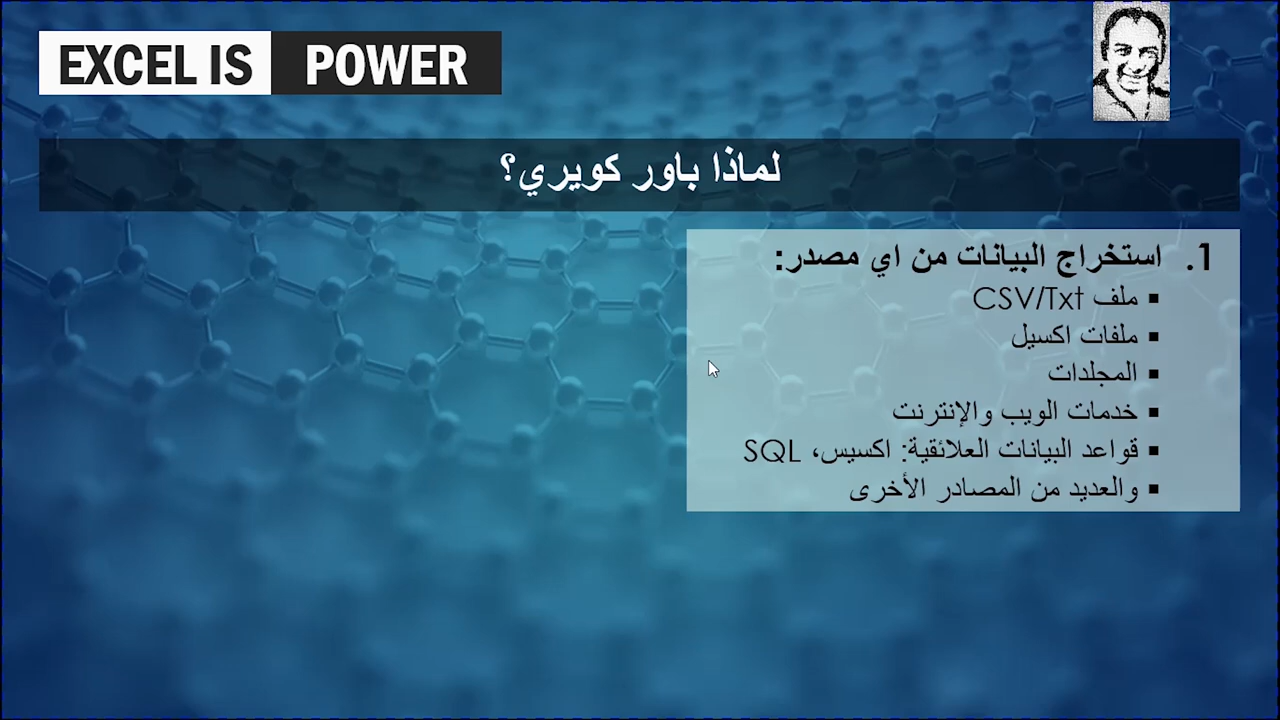 EXCEL IS POWER
لماذا باور كويري؟
1. استخراج البيانات من اي مصدر:
▪ ملف CSV/Txt
▪ ملفات اكسيل
▪ المجلدات
▪ خدمات الويب والإنترنت
▪ قواعد البيانات العلائقية: اكسيس، SQL
▪ والعديد من المصادر الأخرى